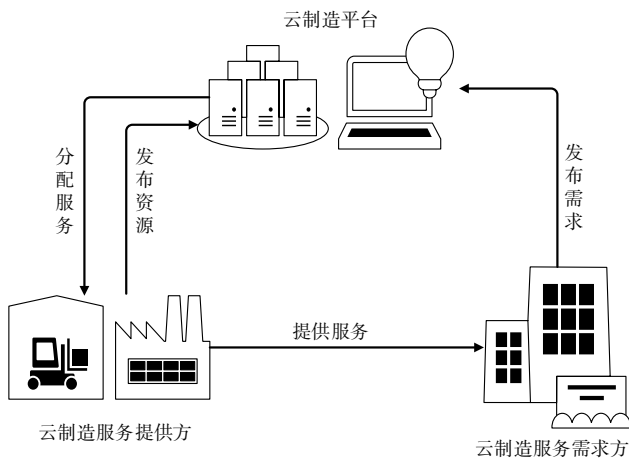 云制造平台
分配服务
发布资源
发布需求
提供服务
云制造服务提供方
云制造服务需求方